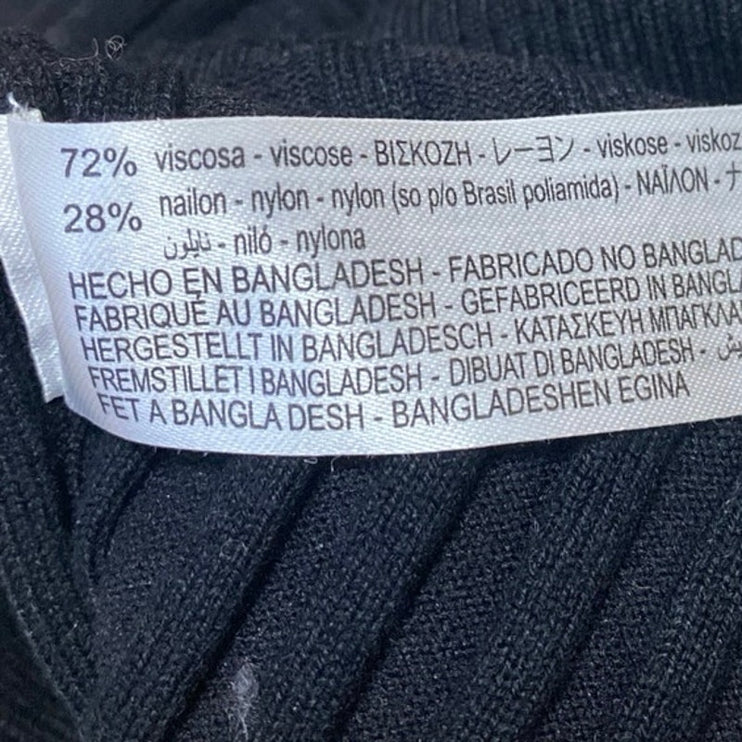 72% viscosa - viscose - ΒΙΣΚΟΖΗ - レーヨン - viskose - viskoz
28% nailon - nylon - nylon (so p/o Brasil poliamida) - ΝΑΪΛΟΝ - ナ
نايلون - niló - nylona
HECHO EN BANGLADESH - FABRICADO NO BANGLAD
FABRIQUÉ AU BANGLADESH - GEFABRICEERD IN BANGL
HERGESTELLT IN BANGLADESCH - ΚΑΤΑΣΚΕΥΗ ΜΠΑΓΚΛΑ
FREMSTILLET I BANGLADESH - DIBUAT DI BANGLADESH -
FET A BANGLA DESH - BANGLADESHEN EGINA